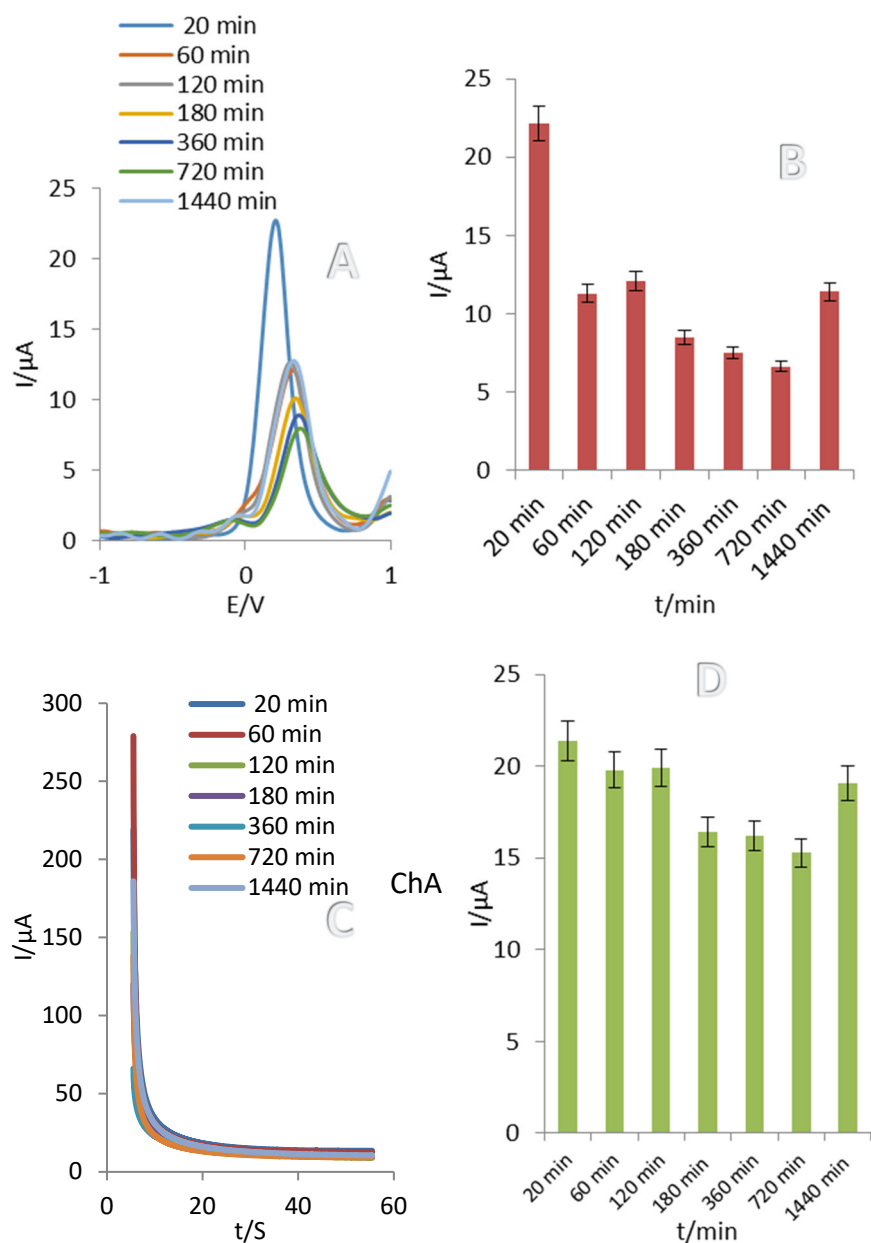 20 min
60 min
120 min
180 min
360 min
720 min
1440 min
A
I/µA
25
20
15
10
5
0
-1
0
1
E/V
B
I/µA
25
20
15
10
5
0
20 min
60 min
120 min
180 min
360 min
720 min
1440 min
t/min
20 min
60 min
120 min
180 min
360 min
720 min
1440 min
C
ChA
I/µA
300
250
200
150
100
50
0
0
20
40
60
t/S
D
I/µA
25
20
15
10
5
0
20 min
60 min
120 min
180 min
360 min
720 min
1440 min
t/min